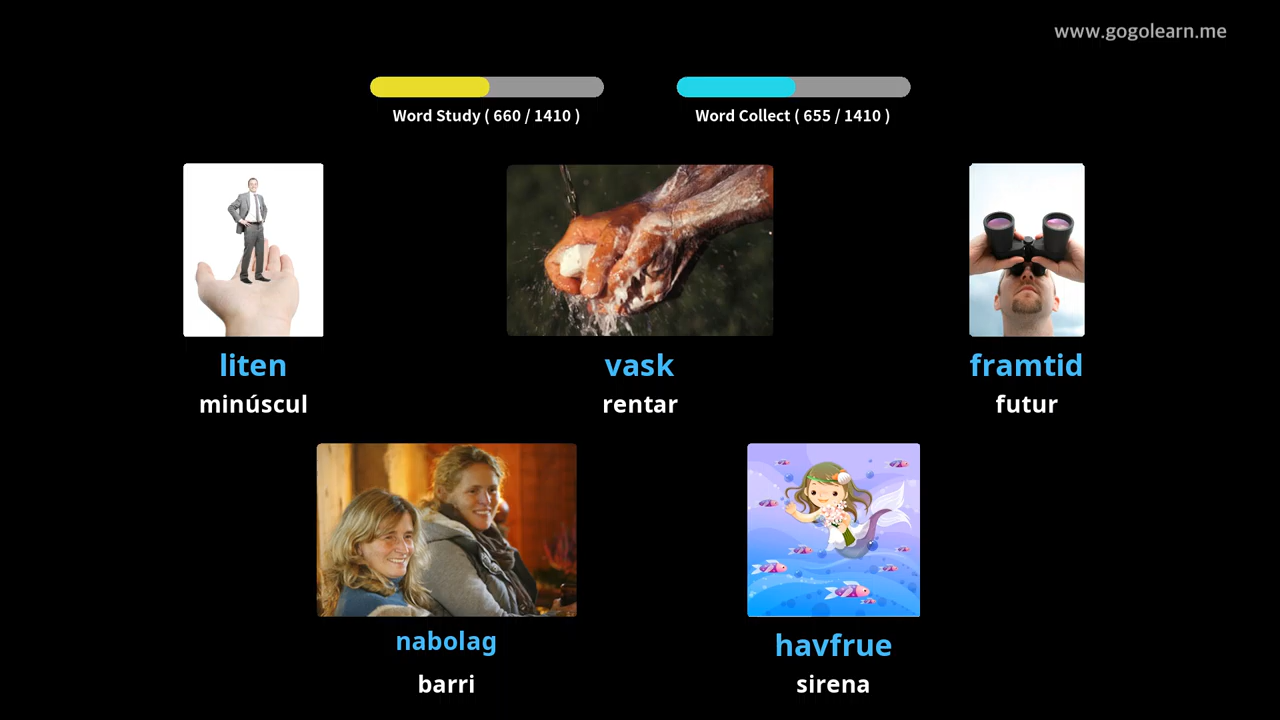 www.gogolearn.me
Word Study ( 660 / 1410 )
Word Collect ( 655 / 1410 )
liten
vask
framtid
minúscul
rentar
futur
nabolag
havfrue
barri
sirena